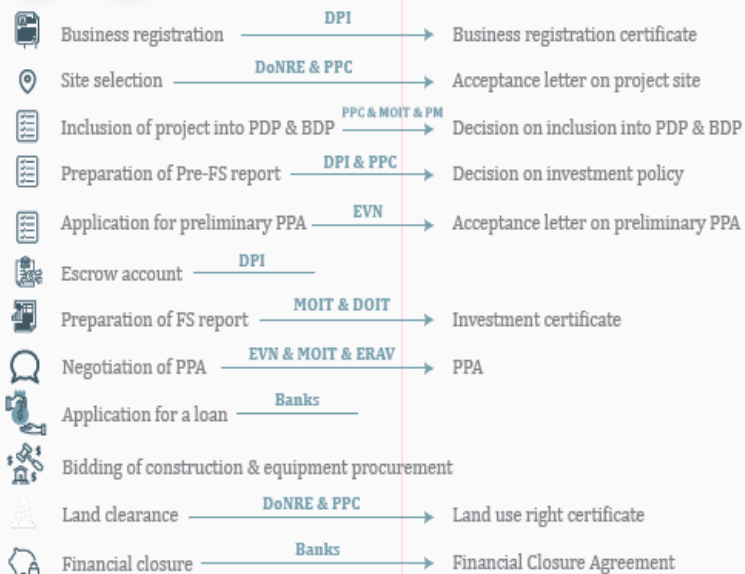 Business registration DPI Business registration certificate
Site selection DoNRE & PPC Acceptance letter on project site
Inclusion of project into PDP & BDP PPC & MOIT & PM Decision on inclusion into PDP & BDP
Preparation of Pre-FS report DPI & PPC Decision on investment policy
Application for preliminary PPA EVN Acceptance letter on preliminary PPA
Escrow account DPI
Preparation of FS report MOIT & DOIT Investment certificate
Negotiation of PPA EVN & MOIT & ERAV PPA
Application for a loan Banks
Bidding of construction & equipment procurement
Land clearance DoNRE & PPC Land use right certificate
Financial closure Banks Financial Closure Agreement